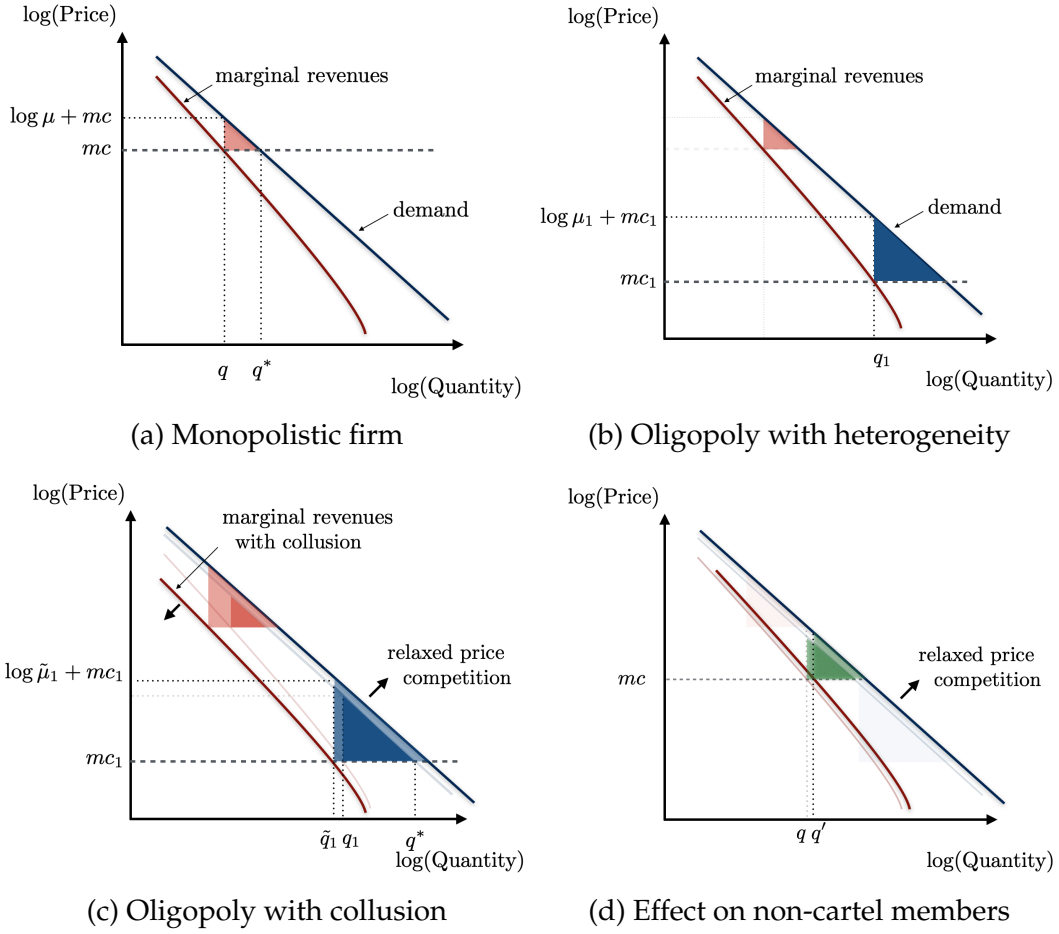 log(Price)
marginal revenues
log μ + mc
mc
demand
q q*
log(Quantity)
(a) Monopolistic firm
log(Price)
marginal revenues
log μ₁ + mc₁
demand
mc₁
q₁
log(Quantity)
(b) Oligopoly with heterogeneity
log(Price)
marginal revenues
with collusion
log μ̃₁ + mc₁
relaxed price
competition
mc₁
q̃₁ q₁ q*
log(Quantity)
(c) Oligopoly with collusion
log(Price)
relaxed price
competition
mc
q q′
log(Quantity)
(d) Effect on non-cartel members